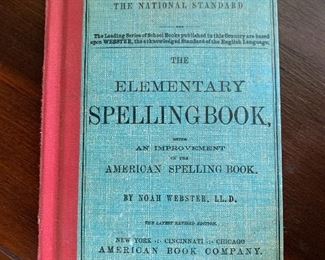 THE NATIONAL STANDARD
The Leading Series of School Books published in this Country are based
upon WEBSTER, the acknowledged Standard of the English Language.
THE
ELEMENTARY
SPELLING BOOK,
BEING
AN IMPROVEMENT
ON THE
AMERICAN SPELLING BOOK.
BY NOAH WEBSTER, LL.D.
THE LATEST REVISED EDITION.
NEW YORK ·:· CINCINNATI ·:· CHICAGO
AMERICAN BOOK COMPANY.